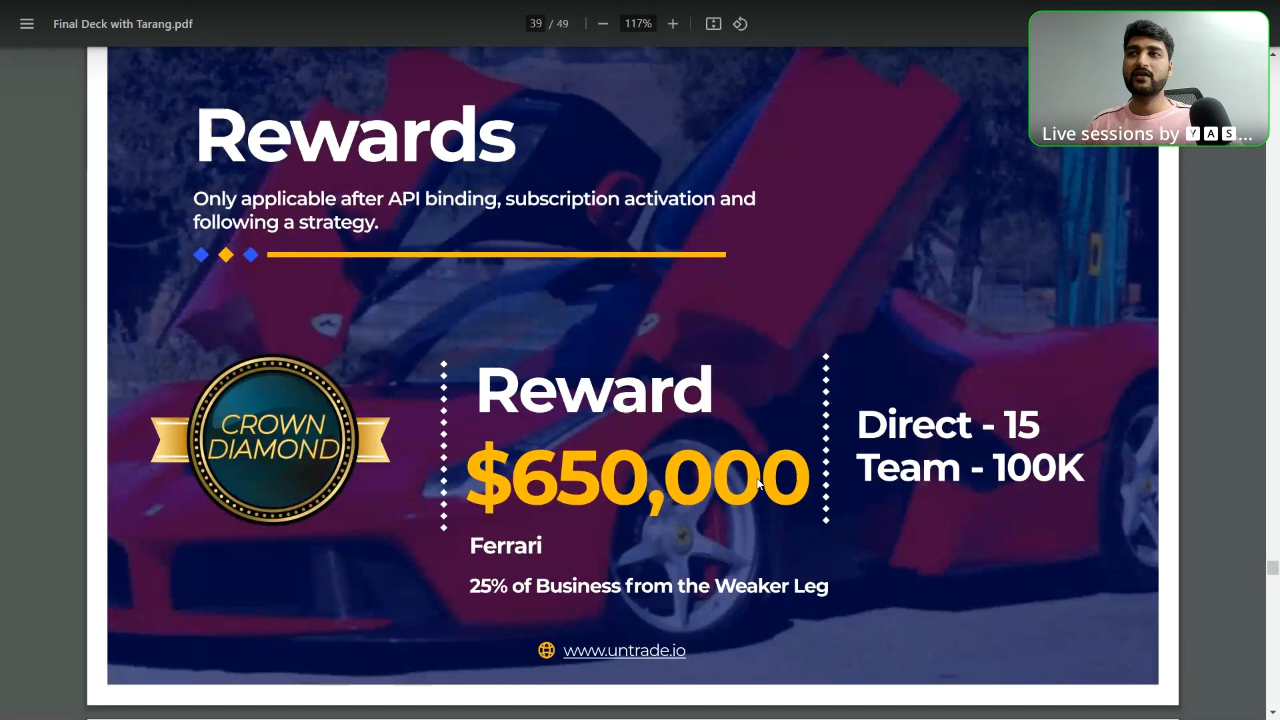 Final Deck with Tarang.pdf
39 / 49
117%
Live sessions by 🆈🅰🆂...
Rewards
Only applicable after API binding, subscription activation and
following a strategy.
CROWN
DIAMOND
Reward
$650,000
Ferrari
25% of Business from the Weaker Leg
Direct - 15
Team - 100K
www.untrade.io